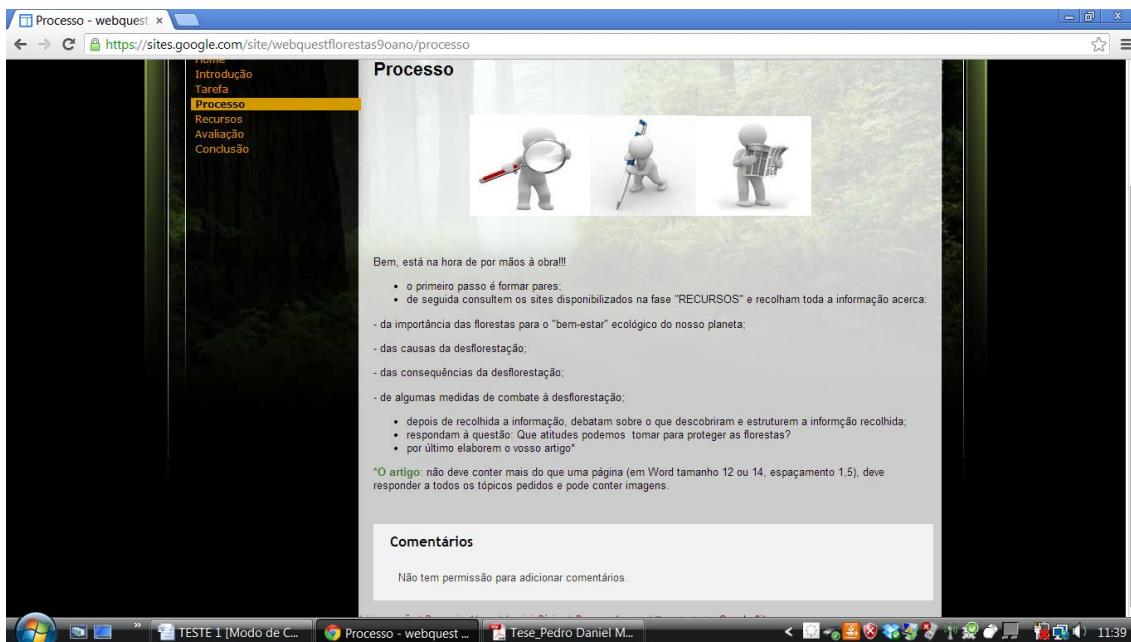 Processo - webquest
https://sites.google.com/site/webquestflorestas9oano/processo
Home
Introdução
Tarefa
Processo
Recursos
Avaliação
Conclusão
Processo
Bem, está na hora de por mãos à obra!!!
• o primeiro passo é formar pares;
• de seguida consultem os sites disponibilizados na fase "RECURSOS" e recolham toda a informação acerca:
- da importância das florestas para o "bem-estar" ecológico do nosso planeta;
- das causas da desflorestação;
- das consequências da desflorestação;
- de algumas medidas de combate à desflorestação;
• depois de recolhida a informação, debatam sobre o que descobriram e estruturem a informção recolhida;
• respondam à questão: Que atitudes podemos tomar para proteger as florestas?
• por último elaborem o vosso artigo*
*O artigo: não deve conter mais do que uma página (em Word tamanho 12 ou 14, espaçamento 1,5), deve
responder a todos os tópicos pedidos e pode conter imagens.
Comentários
Não tem permissão para adicionar comentários.
TESTE 1 [Modo de C...
Processo - webquest ...
Tese_Pedro Daniel M...
11:39